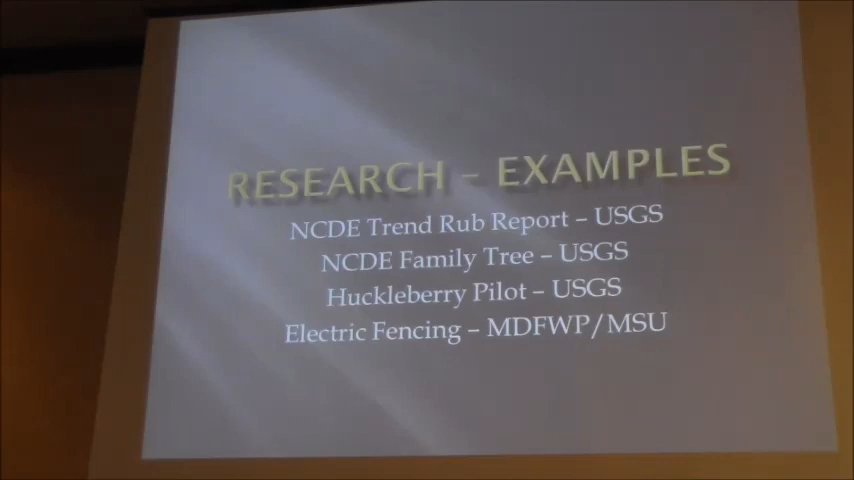 RESEARCH – EXAMPLES
NCDE Trend Rub Report – USGS
NCDE Family Tree – USGS
Huckleberry Pilot – USGS
Electric Fencing – MDFWP/MSU